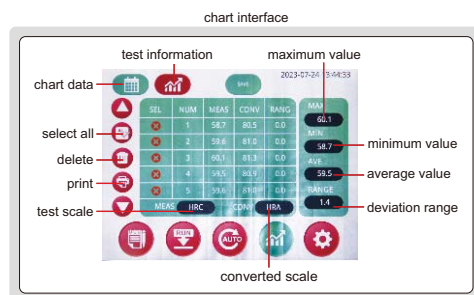 chart interface
test information
maximum value
chart data
2023-07-24 13:44:33
SEL NUM MEAS CONV RANG
1 58.7 80.5 0.0
2 59.6 81.0 0.0
3 60.1 81.3 0.0
4 59.5 80.9 0.0
5 59.6 81.0 0.0
MEAS HRC CONV HRA
MAX
60.1
MIN
58.7
AVE
59.5
RANGE
1.4
select all
delete
print
test scale
minimum value
average value
deviation range
RUN
AUTO
converted scale